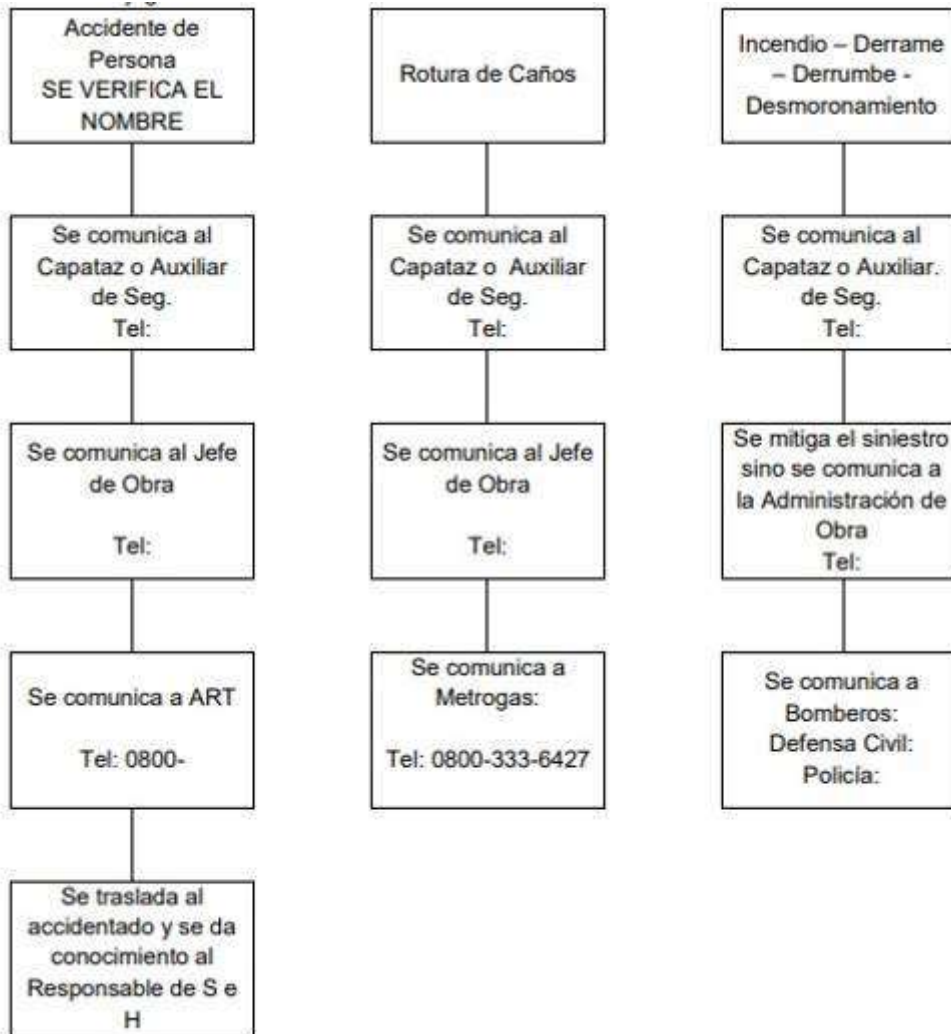 Accidente de
Persona
SE VERIFICA EL
NOMBRE
Se comunica al
Capataz o Auxiliar
de Seg.
Tel:
Se comunica al Jefe
de Obra
Tel:
Se comunica a ART
Tel: 0800-
Se traslada al
accidentado y se da
conocimiento al
Responsable de S e
H
Rotura de Caños
Se comunica al
Capataz o Auxiliar
de Seg.
Tel:
Se comunica al Jefe
de Obra
Tel:
Se comunica a
Metrogas:
Tel: 0800-333-6427
Incendio – Derrame
– Derrumbe -
Desmoronamiento
Se comunica al
Capataz o Auxiliar.
de Seg.
Tel:
Se mitiga el siniestro
sino se comunica a
la Administración de
Obra
Tel:
Se comunica a
Bomberos:
Defensa Civil:
Policía: